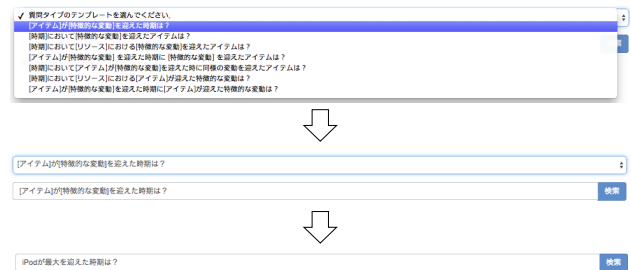 ✓ 質問タイプのテンプレートを選んでください。
[アイテム]が[特徴的な変動]を迎えた時期は？
[時期]において[特徴的な変動]を迎えたアイテムは？
[時期]において[リソース]における[特徴的な変動]を迎えたアイテムは？
[アイテム]が[特徴的な変動] を迎えた時期に [特徴的な変動] を迎えたアイテムは？
[時期]において[アイテム]が[特徴的な変動]を迎えた時に同様の変動を迎えたアイテムは？
[時期]において[リソース]における[アイテム]が迎えた特徴的な変動は？
[アイテム]が[特徴的な変動]を迎えた時期に[アイテム]が迎えた特徴的な変動は？
[アイテム]が[特徴的な変動]を迎えた時期は？
[アイテム]が[特徴的な変動]を迎えた時期は？
検索
iPodが最大を迎えた時期は？
検索